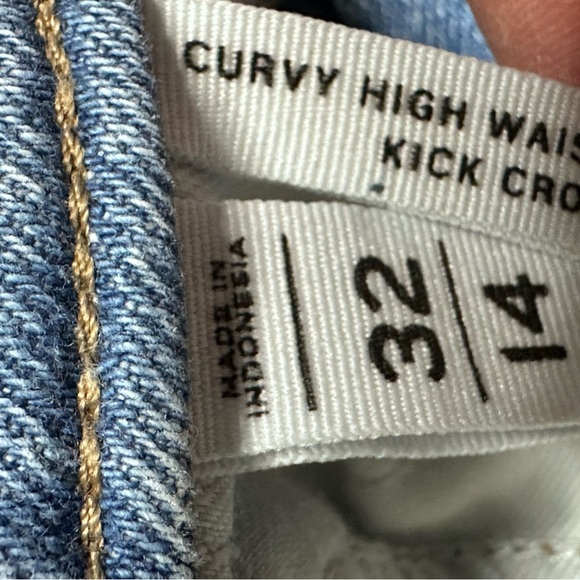 CURVY HIGH WAIS
KICK CRO
MADE IN
INDONESIA
32
14